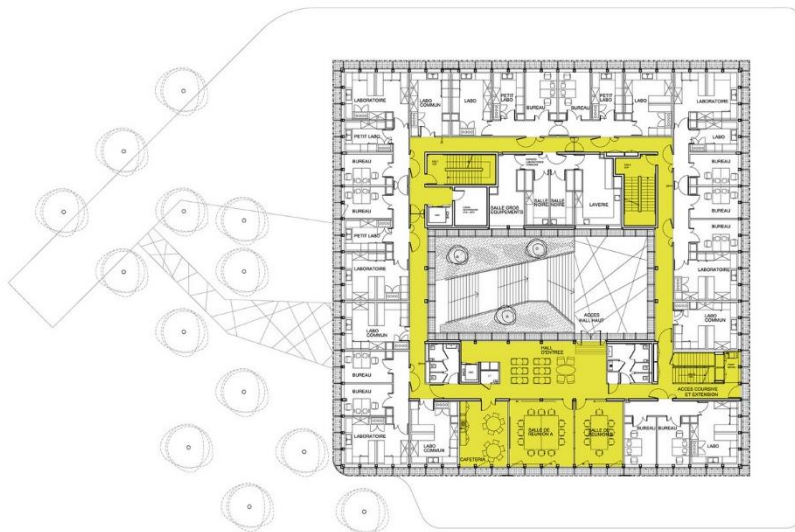 LABORATOIRE
LABO
COMMUN
LABO
PETIT
LABO
BUREAU
BUREAU
PETIT
LABO
LABO
LABO
COMMUN
LABORATOIRE
PETIT LABO
LABO
BUREAU
BUREAU
BUREAU
BUREAU
PETIT LABO
BUREAU
SALLE GROS
EQUIPEMENTS
SALLE
NOIRE
SALLE
NOIRE
LAVERIE
LABORATOIRE
LABORATOIRE
LABO
COMMUN
LABO
COMMUN
ACCES
HALL HAUT
HALL
D'ENTREE
BUREAU
BUREAU
ACCES COURSIVE
ET EXTENSION
LABORATOIRE
LABO
COMMUN
CAFETERIA
SALLE DE
REUNION A
SALLE DE
REUNION B
BUREAU
BUREAU
LABO